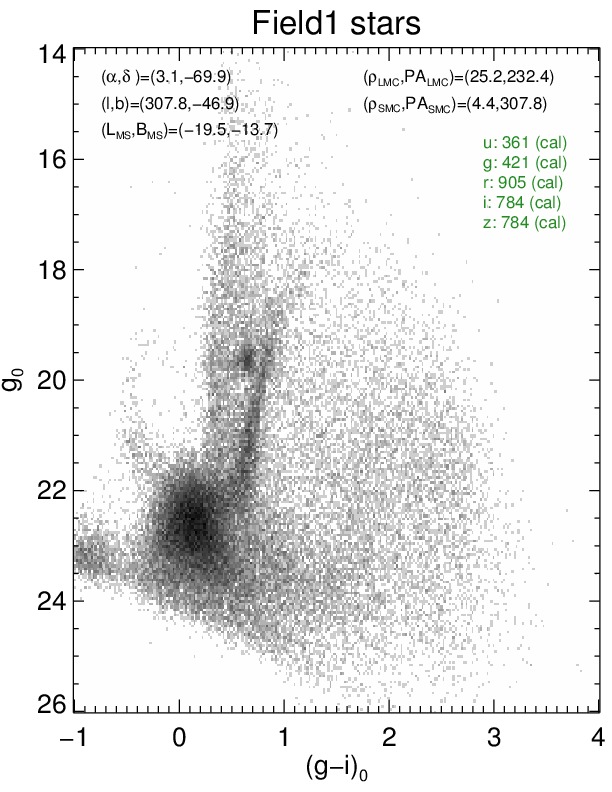 Field1 stars
(α,δ )=(3.1,−69.9)
(ρLMC,PALMC)=(25.2,232.4)
(l,b)=(307.8,−46.9)
(ρSMC,PASMC)=(4.4,307.8)
(LMS,BMS)=(−19.5,−13.7)
u: 361 (cal)
g: 421 (cal)
r: 905 (cal)
i: 784 (cal)
z: 784 (cal)
14
16
18
20
22
24
26
g0
−1 0 1 2 3 4
(g−i)0